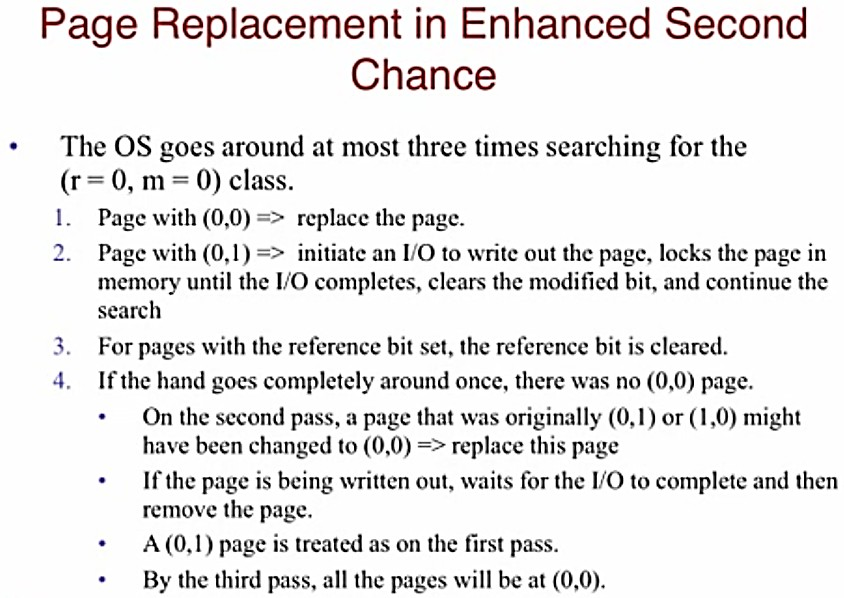 Page Replacement in Enhanced Second
Chance
• The OS goes around at most three times searching for the
(r = 0, m = 0) class.
1. Page with (0,0) => replace the page.
2. Page with (0,1) => initiate an I/O to write out the page, locks the page in
memory until the I/O completes, clears the modified bit, and continue the
search
3. For pages with the reference bit set, the reference bit is cleared.
4. If the hand goes completely around once, there was no (0,0) page.
• On the second pass, a page that was originally (0,1) or (1,0) might
have been changed to (0,0) => replace this page
• If the page is being written out, waits for the I/O to complete and then
remove the page.
• A (0,1) page is treated as on the first pass.
• By the third pass, all the pages will be at (0,0).